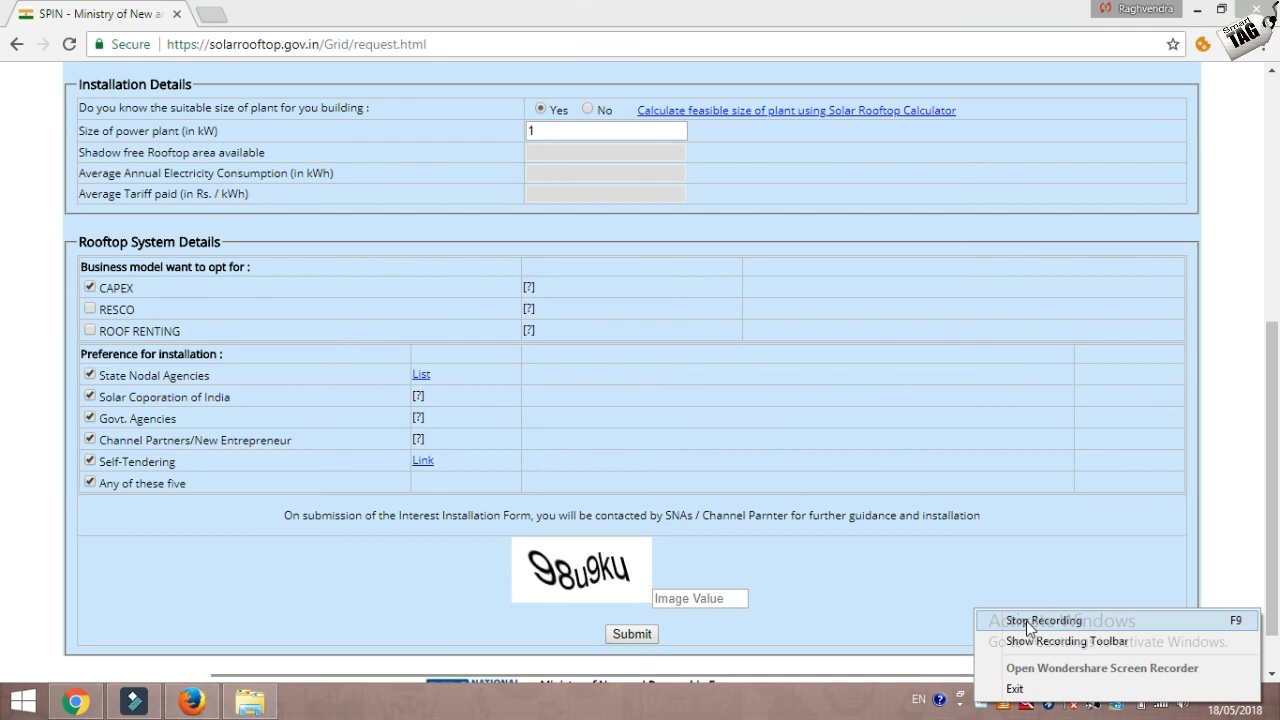 SPIN - Ministry of New a
Raghvendra
Smart TAG
Secure https://solarrooftop.gov.in/Grid/request.html
Installation Details
Do you know the suitable size of plant for you building : Yes No Calculate feasible size of plant using Solar Rooftop Calculator
Size of power plant (in kW) 1
Shadow free Rooftop area available
Average Annual Electricity Consumption (in kWh)
Average Tariff paid (in Rs. / kWh)
Rooftop System Details
Business model want to opt for :
CAPEX [?]
RESCO [?]
ROOF RENTING [?]
Preference for installation :
State Nodal Agencies List
Solar Coporation of India [?]
Govt. Agencies [?]
Channel Partners/New Entrepreneur [?]
Self-Tendering Link
Any of these five
On submission of the Interest Installation Form, you will be contacted by SNAs / Channel Parnter for further guidance and installation
98u9ku
Image Value
Submit
Stop Recording F9
Show Recording Toolbar
Open Wondershare Screen Recorder
Exit
Activate Windows
activate Windows.
NATIONAL
EN
18/05/2018